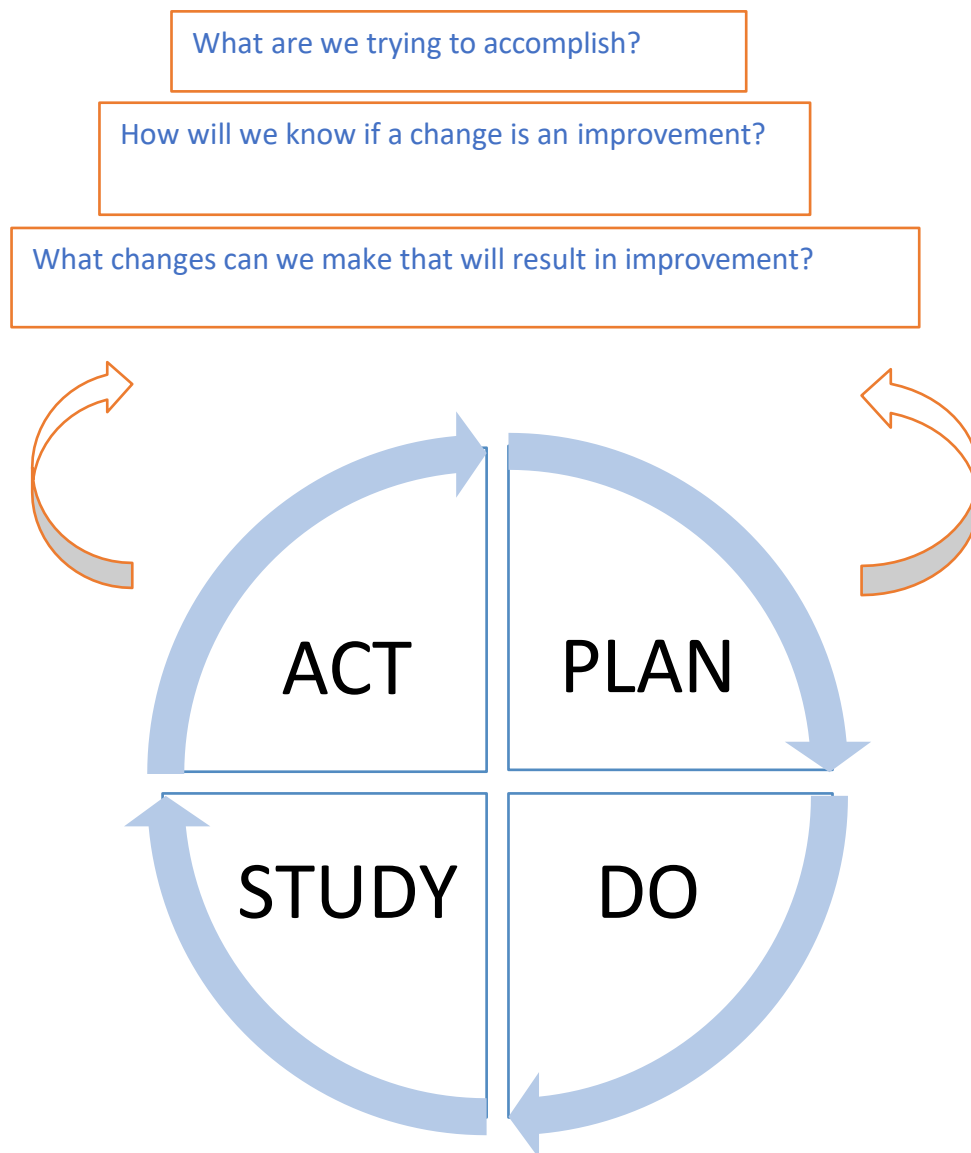 What are we trying to accomplish?
How will we know if a change is an improvement?
What changes can we make that will result in improvement?
ACT
PLAN
STUDY
DO